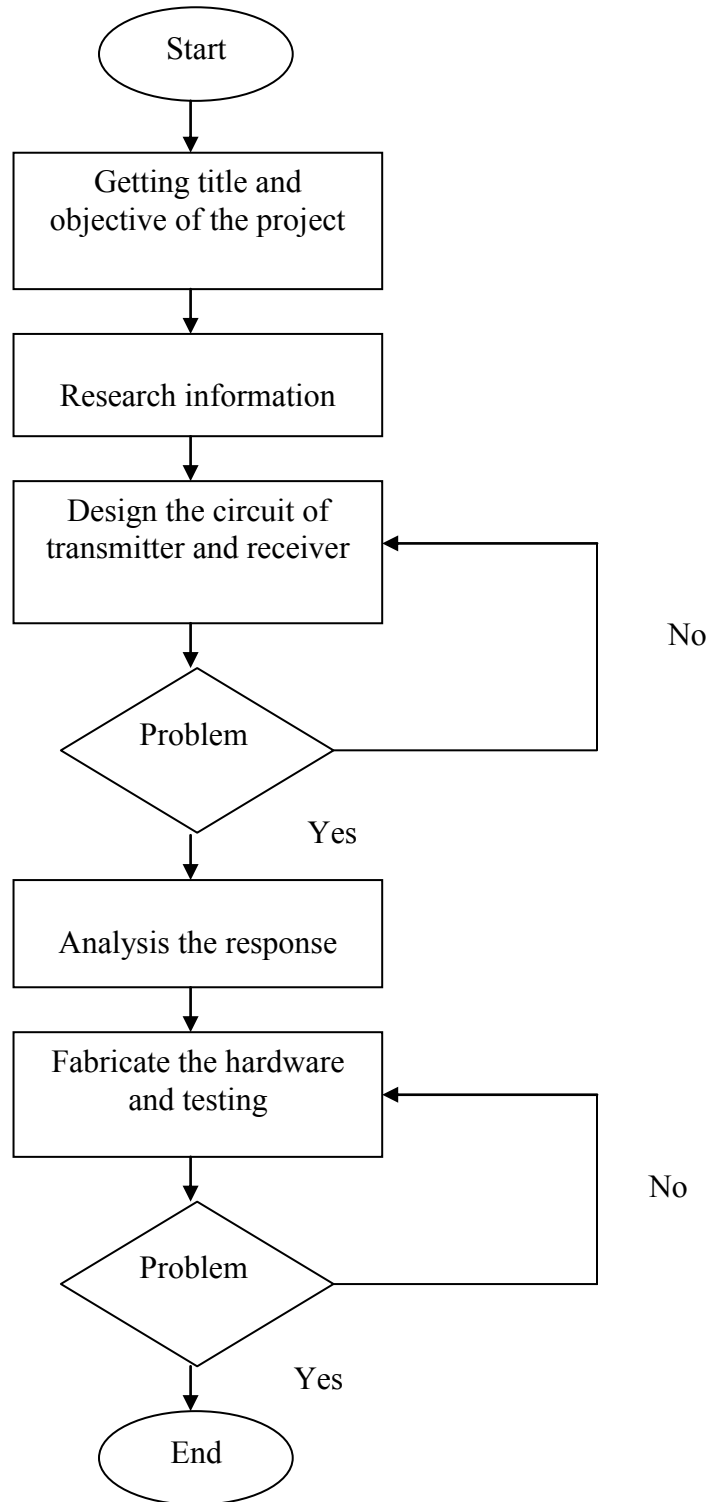 Start
Getting title and
objective of the project
Research information
Design the circuit of
transmitter and receiver
No
Problem
Yes
Analysis the response
Fabricate the hardware
and testing
No
Problem
Yes
End